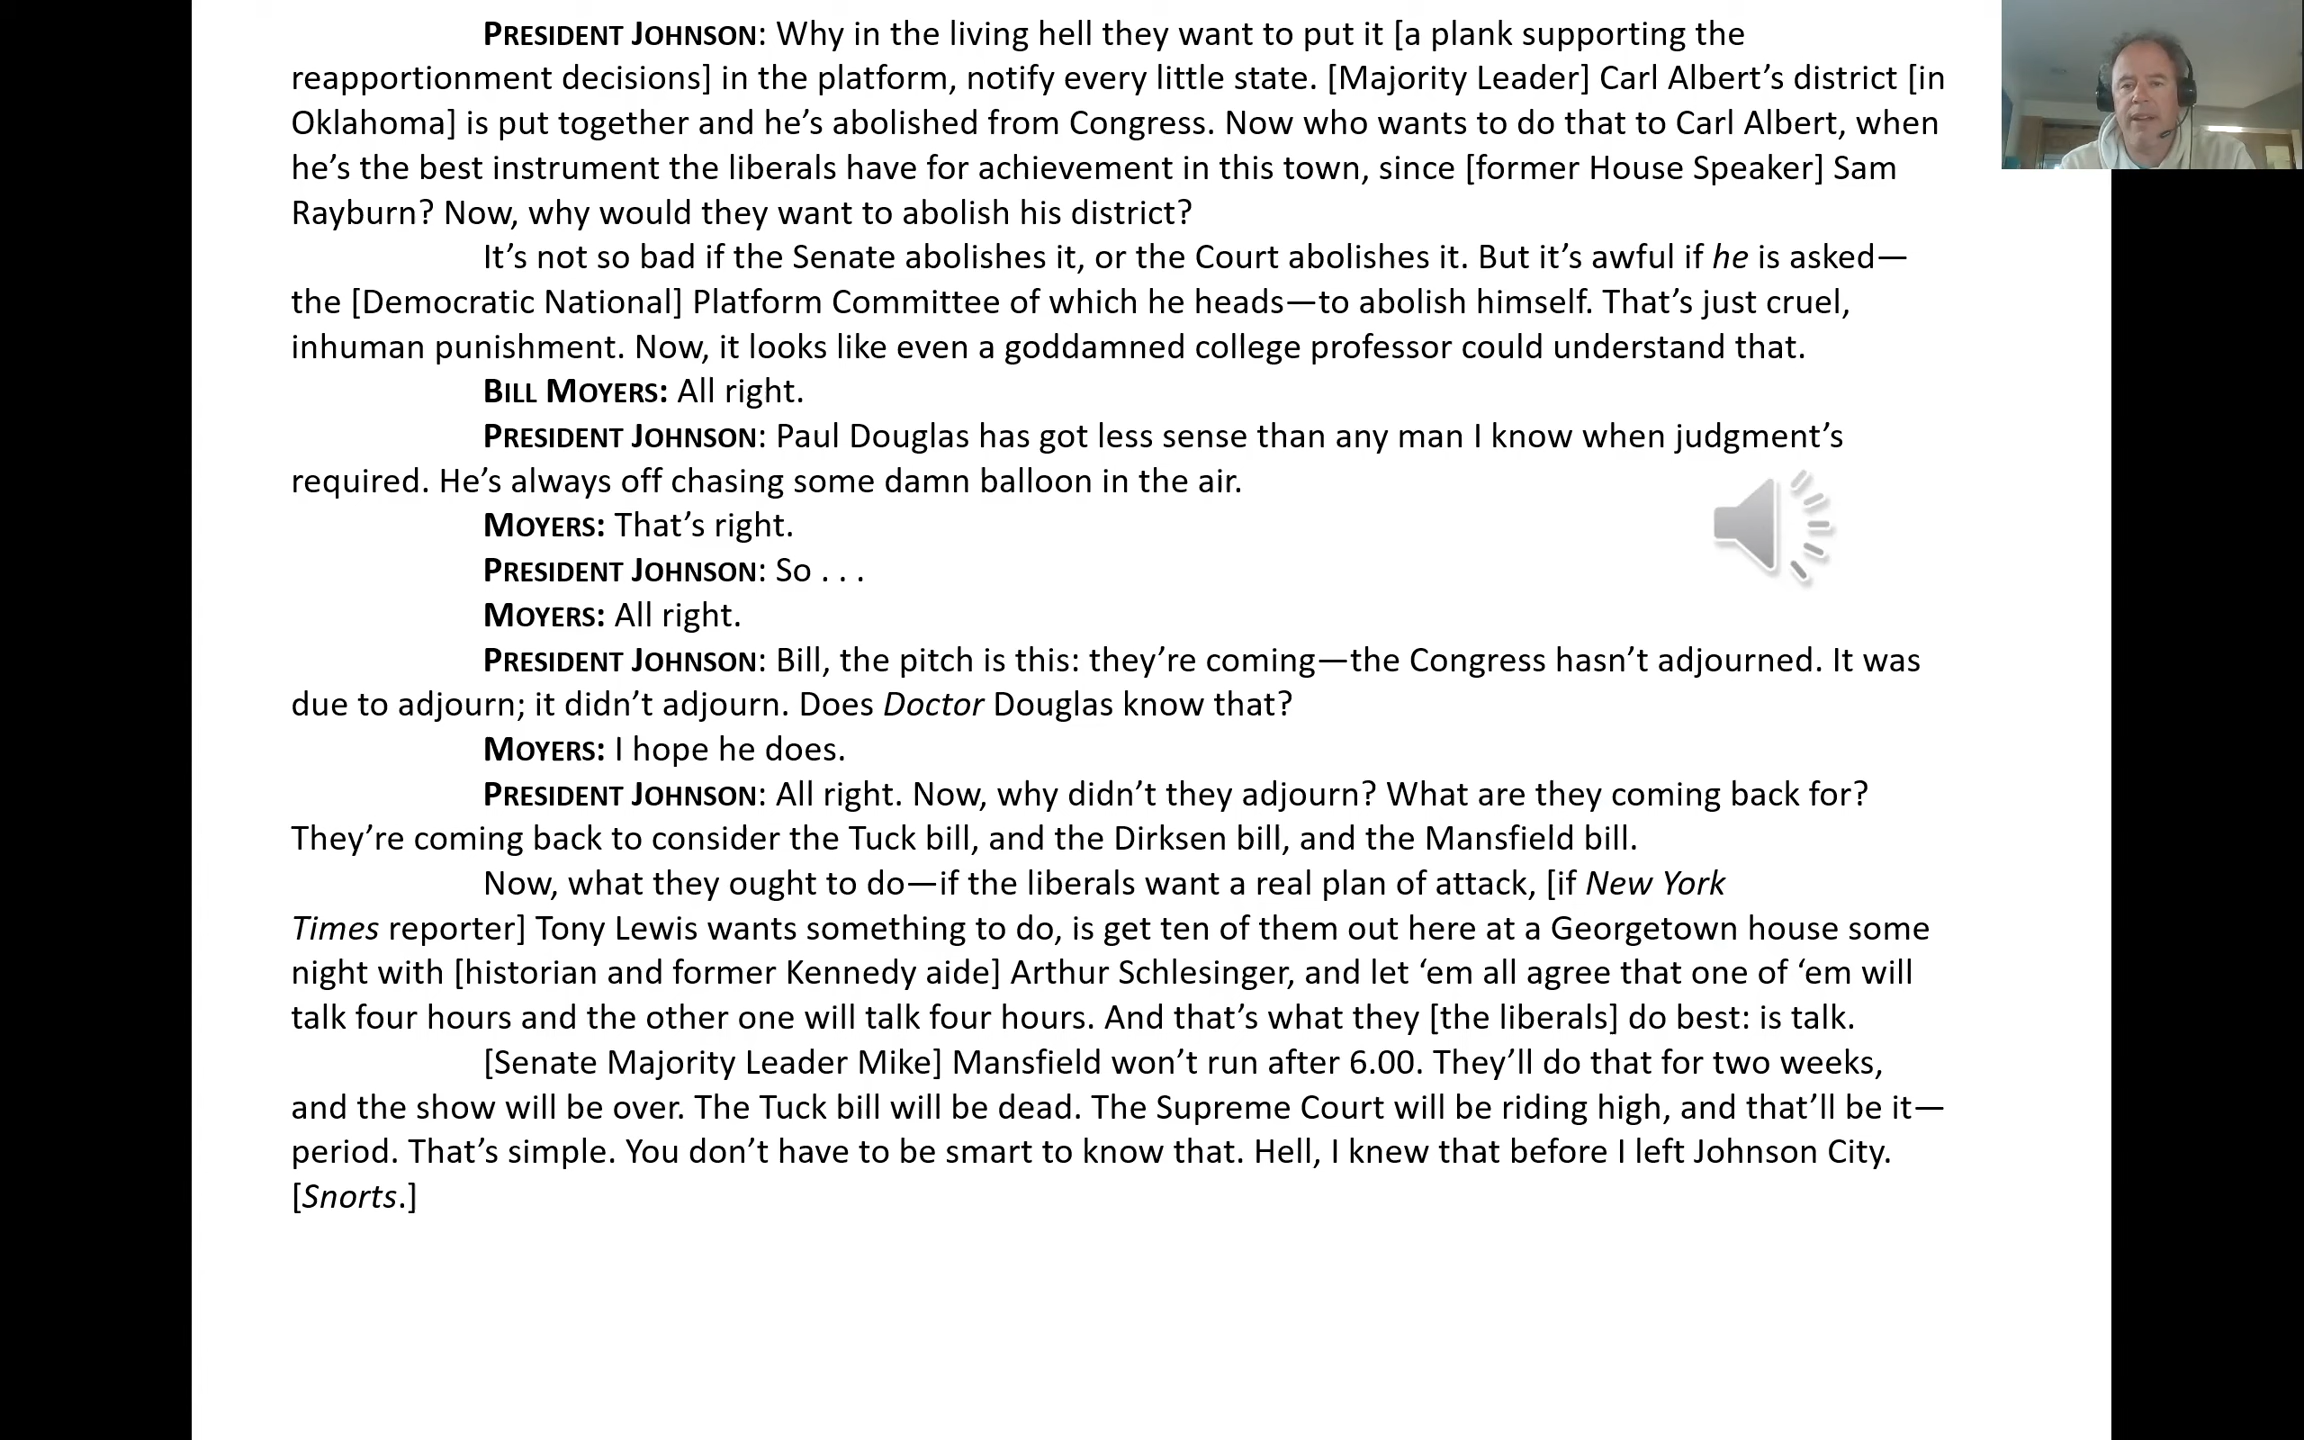 PRESIDENT JOHNSON: Why in the living hell they want to put it [a plank supporting the
reapportionment decisions] in the platform, notify every little state. [Majority Leader] Carl Albert’s district [in
Oklahoma] is put together and he’s abolished from Congress. Now who wants to do that to Carl Albert, when
he’s the best instrument the liberals have for achievement in this town, since [former House Speaker] Sam
Rayburn? Now, why would they want to abolish his district?
It’s not so bad if the Senate abolishes it, or the Court abolishes it. But it’s awful if he is asked—
the [Democratic National] Platform Committee of which he heads—to abolish himself. That’s just cruel,
inhuman punishment. Now, it looks like even a goddamned college professor could understand that.
BILL MOYERS: All right.
PRESIDENT JOHNSON: Paul Douglas has got less sense than any man I know when judgment’s
required. He’s always off chasing some damn balloon in the air.
MOYERS: That’s right.
PRESIDENT JOHNSON: So . . .
MOYERS: All right.
PRESIDENT JOHNSON: Bill, the pitch is this: they’re coming—the Congress hasn’t adjourned. It was
due to adjourn; it didn’t adjourn. Does Doctor Douglas know that?
MOYERS: I hope he does.
PRESIDENT JOHNSON: All right. Now, why didn’t they adjourn? What are they coming back for?
They’re coming back to consider the Tuck bill, and the Dirksen bill, and the Mansfield bill.
Now, what they ought to do—if the liberals want a real plan of attack, [if New York
Times reporter] Tony Lewis wants something to do, is get ten of them out here at a Georgetown house some
night with [historian and former Kennedy aide] Arthur Schlesinger, and let ‘em all agree that one of ‘em will
talk four hours and the other one will talk four hours. And that’s what they [the liberals] do best: is talk.
[Senate Majority Leader Mike] Mansfield won’t run after 6.00. They’ll do that for two weeks,
and the show will be over. The Tuck bill will be dead. The Supreme Court will be riding high, and that’ll be it—
period. That’s simple. You don’t have to be smart to know that. Hell, I knew that before I left Johnson City.
[Snorts.]